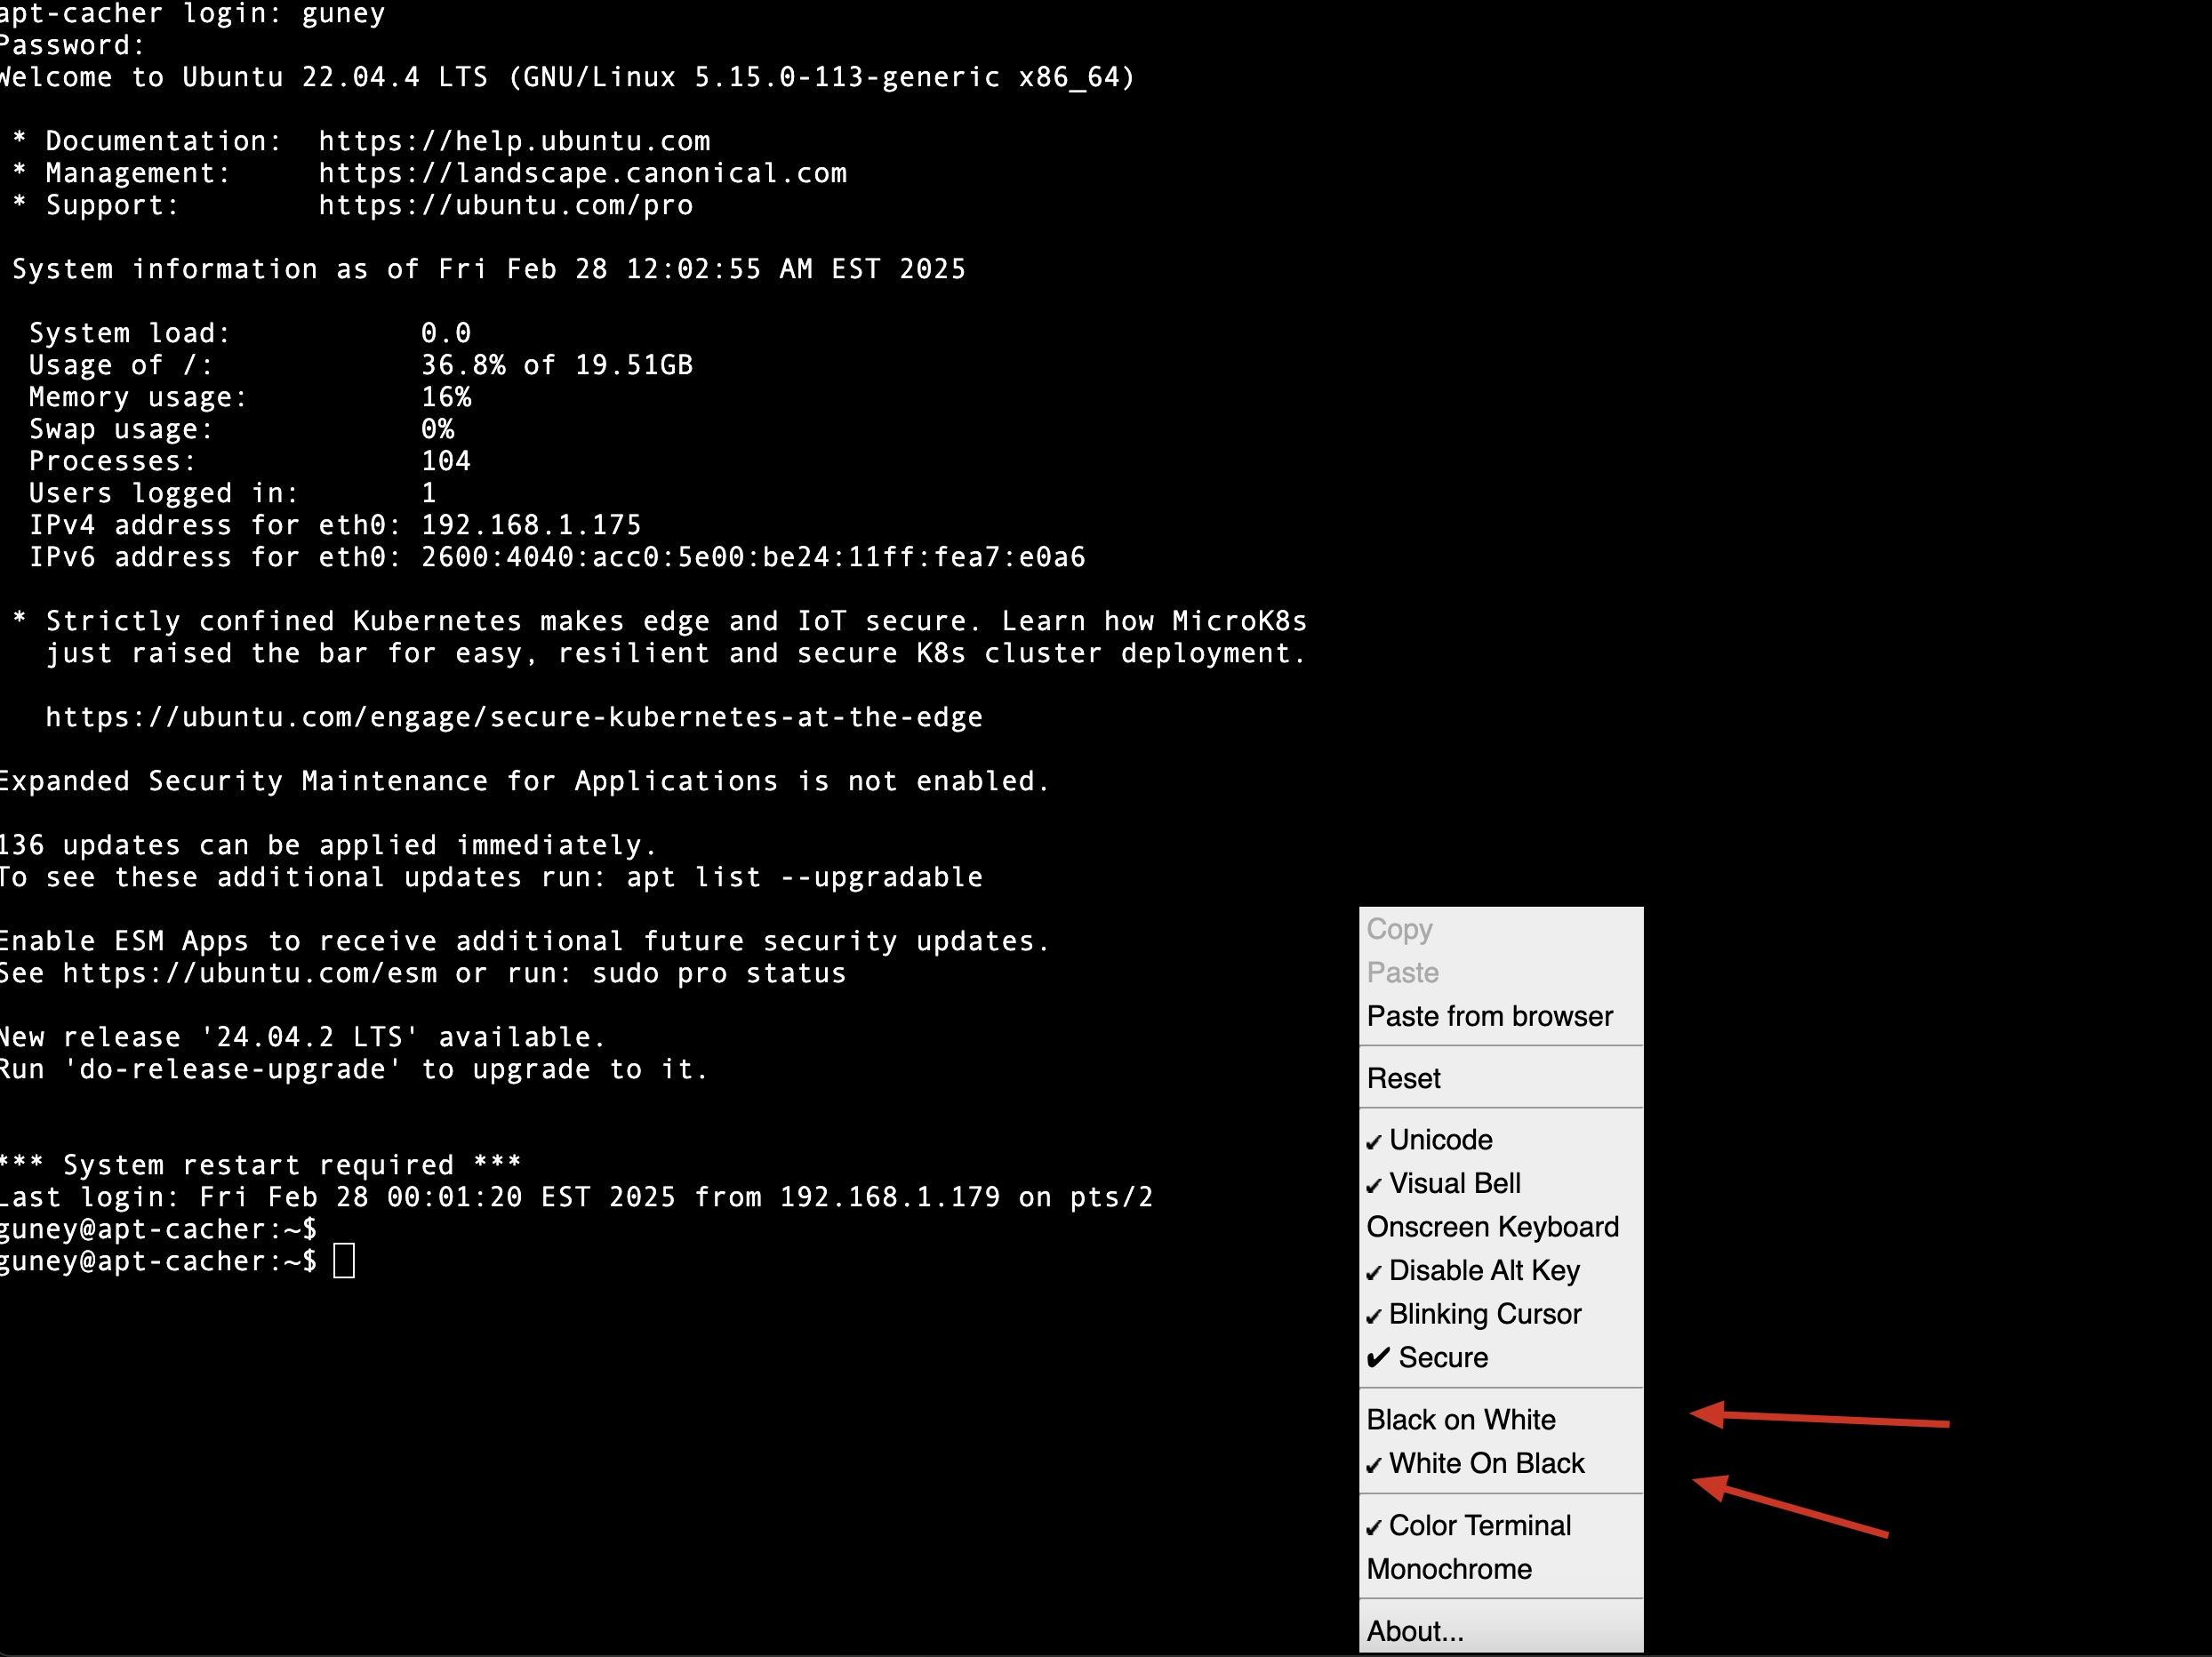 apt-cacher login: guney
Password:
Welcome to Ubuntu 22.04.4 LTS (GNU/Linux 5.15.0-113-generic x86_64)
* Documentation:  https://help.ubuntu.com
* Management:     https://landscape.canonical.com
* Support:        https://ubuntu.com/pro
System information as of Fri Feb 28 12:02:55 AM EST 2025
System load:           0.0
Usage of /:            36.8% of 19.51GB
Memory usage:          16%
Swap usage:            0%
Processes:             104
Users logged in:       1
IPv4 address for eth0: 192.168.1.175
IPv6 address for eth0: 2600:4040:acc0:5e00:be24:11ff:fea7:e0a6
* Strictly confined Kubernetes makes edge and IoT secure. Learn how MicroK8s
just raised the bar for easy, resilient and secure K8s cluster deployment.
https://ubuntu.com/engage/secure-kubernetes-at-the-edge
Expanded Security Maintenance for Applications is not enabled.
136 updates can be applied immediately.
To see these additional updates run: apt list --upgradable
Enable ESM Apps to receive additional future security updates.
See https://ubuntu.com/esm or run: sudo pro status
New release '24.04.2 LTS' available.
Run 'do-release-upgrade' to upgrade to it.
*** System restart required ***
Last login: Fri Feb 28 00:01:20 EST 2025 from 192.168.1.179 on pts/2
guney@apt-cacher:~$
guney@apt-cacher:~$
Copy
Paste
Paste from browser
Reset
✔ Unicode
✔ Visual Bell
Onscreen Keyboard
✔ Disable Alt Key
✔ Blinking Cursor
✔ Secure
Black on White
✔ White On Black
✔ Color Terminal
Monochrome
About...